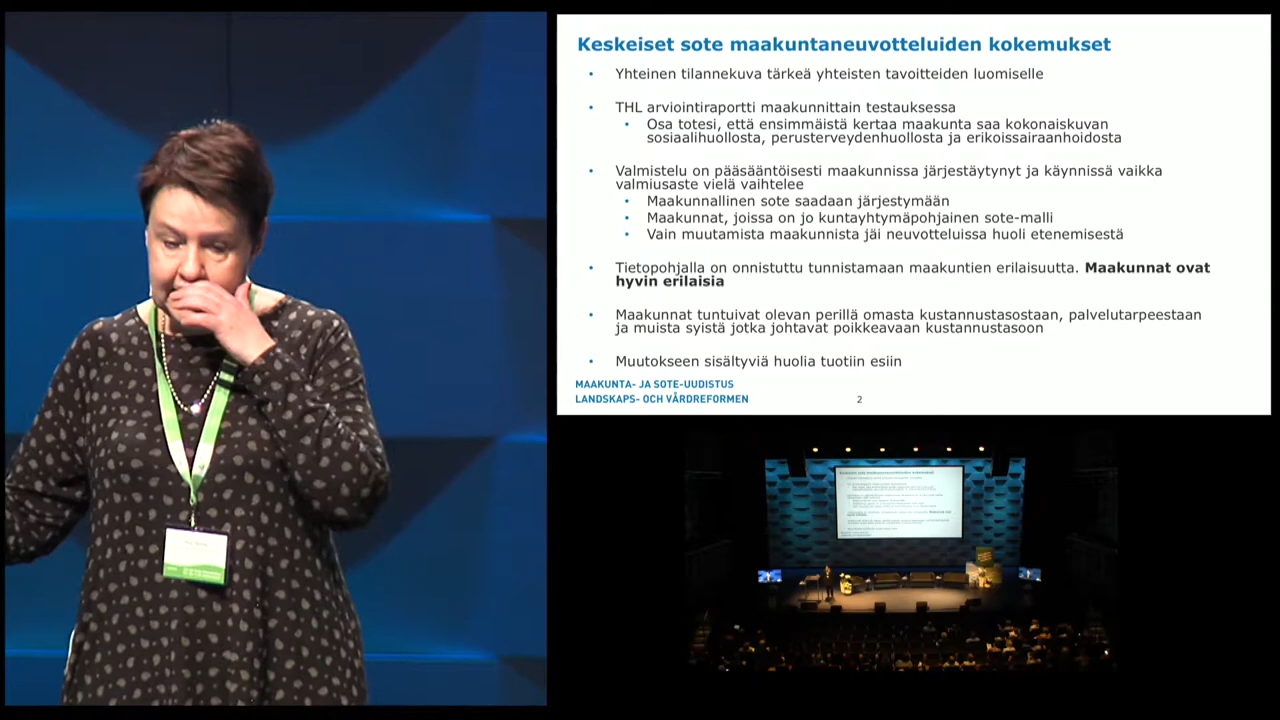 Keskeiset sote maakuntaneuvotteluiden kokemukset
• Yhteinen tilannekuva tärkeä yhteisten tavoitteiden luomiselle
• THL arviointiraportti maakunnittain testauksessa
• Osa totesi, että ensimmäistä kertaa maakunta saa kokonaiskuvan
sosiaalihuollosta, perusterveydenhuollosta ja erikoissairaanhoidosta
• Valmistelu on pääsääntöisesti maakunnissa järjestäytynyt ja käynnissä vaikka
valmiusaste vielä vaihtelee
• Maakunnallinen sote saadaan järjestymään
• Maakunnat, joissa on jo kuntayhtymäpohjainen sote-malli
• Vain muutamista maakunnista jäi neuvotteluissa huoli etenemisestä
• Tietopohjalla on onnistuttu tunnistamaan maakuntien erilaisuutta. Maakunnat ovat
hyvin erilaisia
• Maakunnat tuntuivat olevan perillä omasta kustannustasostaan, palvelutarpeestaan
ja muista syistä jotka johtavat poikkeavaan kustannustasoon
• Muutokseen sisältyviä huolia tuotiin esiin
MAAKUNTA- JA SOTE-UUDISTUS
LANDSKAPS- OCH VÅRDREFORMEN
2